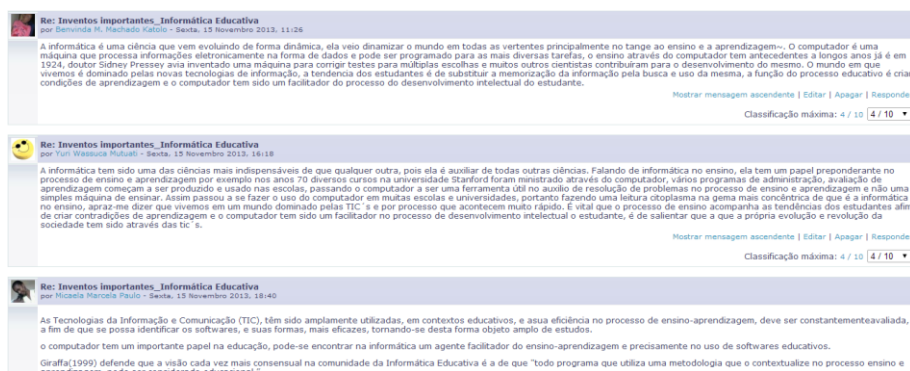 Re: Inventos importantes_Informática Educativa
por Benvinda M. Machado Katolo - Sexta, 15 Novembro 2013, 11:26
A informática é uma ciência que vem evoluindo de forma dinâmica, ela veio dinamizar o mundo em todas as vertentes principalmente no tange ao ensino e a aprendizagem~. O computador é uma
máquina que processa informações eletronicamente na forma de dados e pode ser programado para as mais diversas tarefas, o ensino através do computador tem antecedentes a longos anos já é em
1924, doutor Sidney Pressey avia inventado uma máquina para corrigir testes para múltiplas escolhas e muitos outros cientistas contribuíram para o desenvolvimento do mesmo. O mundo em que
vivemos é dominado pelas novas tecnologias de informação, a tendencia dos estudantes é de substituir a memorização da informação pela busca e uso da mesma, a função do processo educativo é criar
condições de aprendizagem e o computador tem sido um facilitador do processo do desenvolvimento intelectual do estudante.
Mostrar mensagem ascendente | Editar | Apagar | Responde
Classificação máxima: 4 / 10 4 / 10
Re: Inventos importantes_Informática Educativa
por Yuri Wassuca Mutuati - Sexta, 15 Novembro 2013, 16:18
A informática tem sido uma das ciências mais indispensáveis de que qualquer outra, pois ela é auxiliar de todas outras ciências. Falando de informática no ensino, ela tem um papel preponderante no
processo de ensino e aprendizagem por exemplo nos anos 70 diversos cursos na universidade Starford foram ministrado através do computador, vários programas de administração, avaliação de
aprendizagem começam a ser produzido e usado nas escolas, passando o computador a ser uma ferramenta útil no auxilio de resolução de problemas no processo de ensino e aprendizagem e não uma
simples máquina de ensinar. Assim passou a se fazer o uso do computador em muitas escolas e universidades, portanto fazendo uma leitura citoplasma na gema mais concêntrica de que é a informática
no ensino, apraz-me dizer que vivemos em um mundo dominado pelas TIC´s e por processo que acontecem muito rápido. É vital que o processo de ensino acompanha as tendências dos estudantes afim
de criar contradições de aprendizagem e o computador tem sido um facilitador no processo de desenvolvimento intelectual o estudante, é de salientar que a que a própria evolução e revolução da
sociedade tem sido através das tic´s.
Mostrar mensagem ascendente | Editar | Apagar | Responde
Classificação máxima: 4 / 10 4 / 10
Re: Inventos importantes_Informática Educativa
por Micaela Marcela Paulo - Sexta, 15 Novembro 2013, 18:40
As Tecnologias da Informação e Comunicação (TIC), têm sido amplamente utilizadas, em contextos educativos, e asua eficiência no processo de ensino-aprendizagem, deve ser constantementeavaliada,
a fim de que se possa identificar os softwares, e suas formas, mais eficazes, tornando-se desta forma objeto amplo de estudos.
o computador tem um importante papel na educação, pode-se encontrar na informática um agente facilitador do ensino-aprendizagem e precisamente no uso de softwares educativos.
Giraffa(1999) defende que a visão cada vez mais consensual na comunidade da Informática Educativa é a de que "todo programa que utiliza uma metodologia que o contextualize no processo ensino e